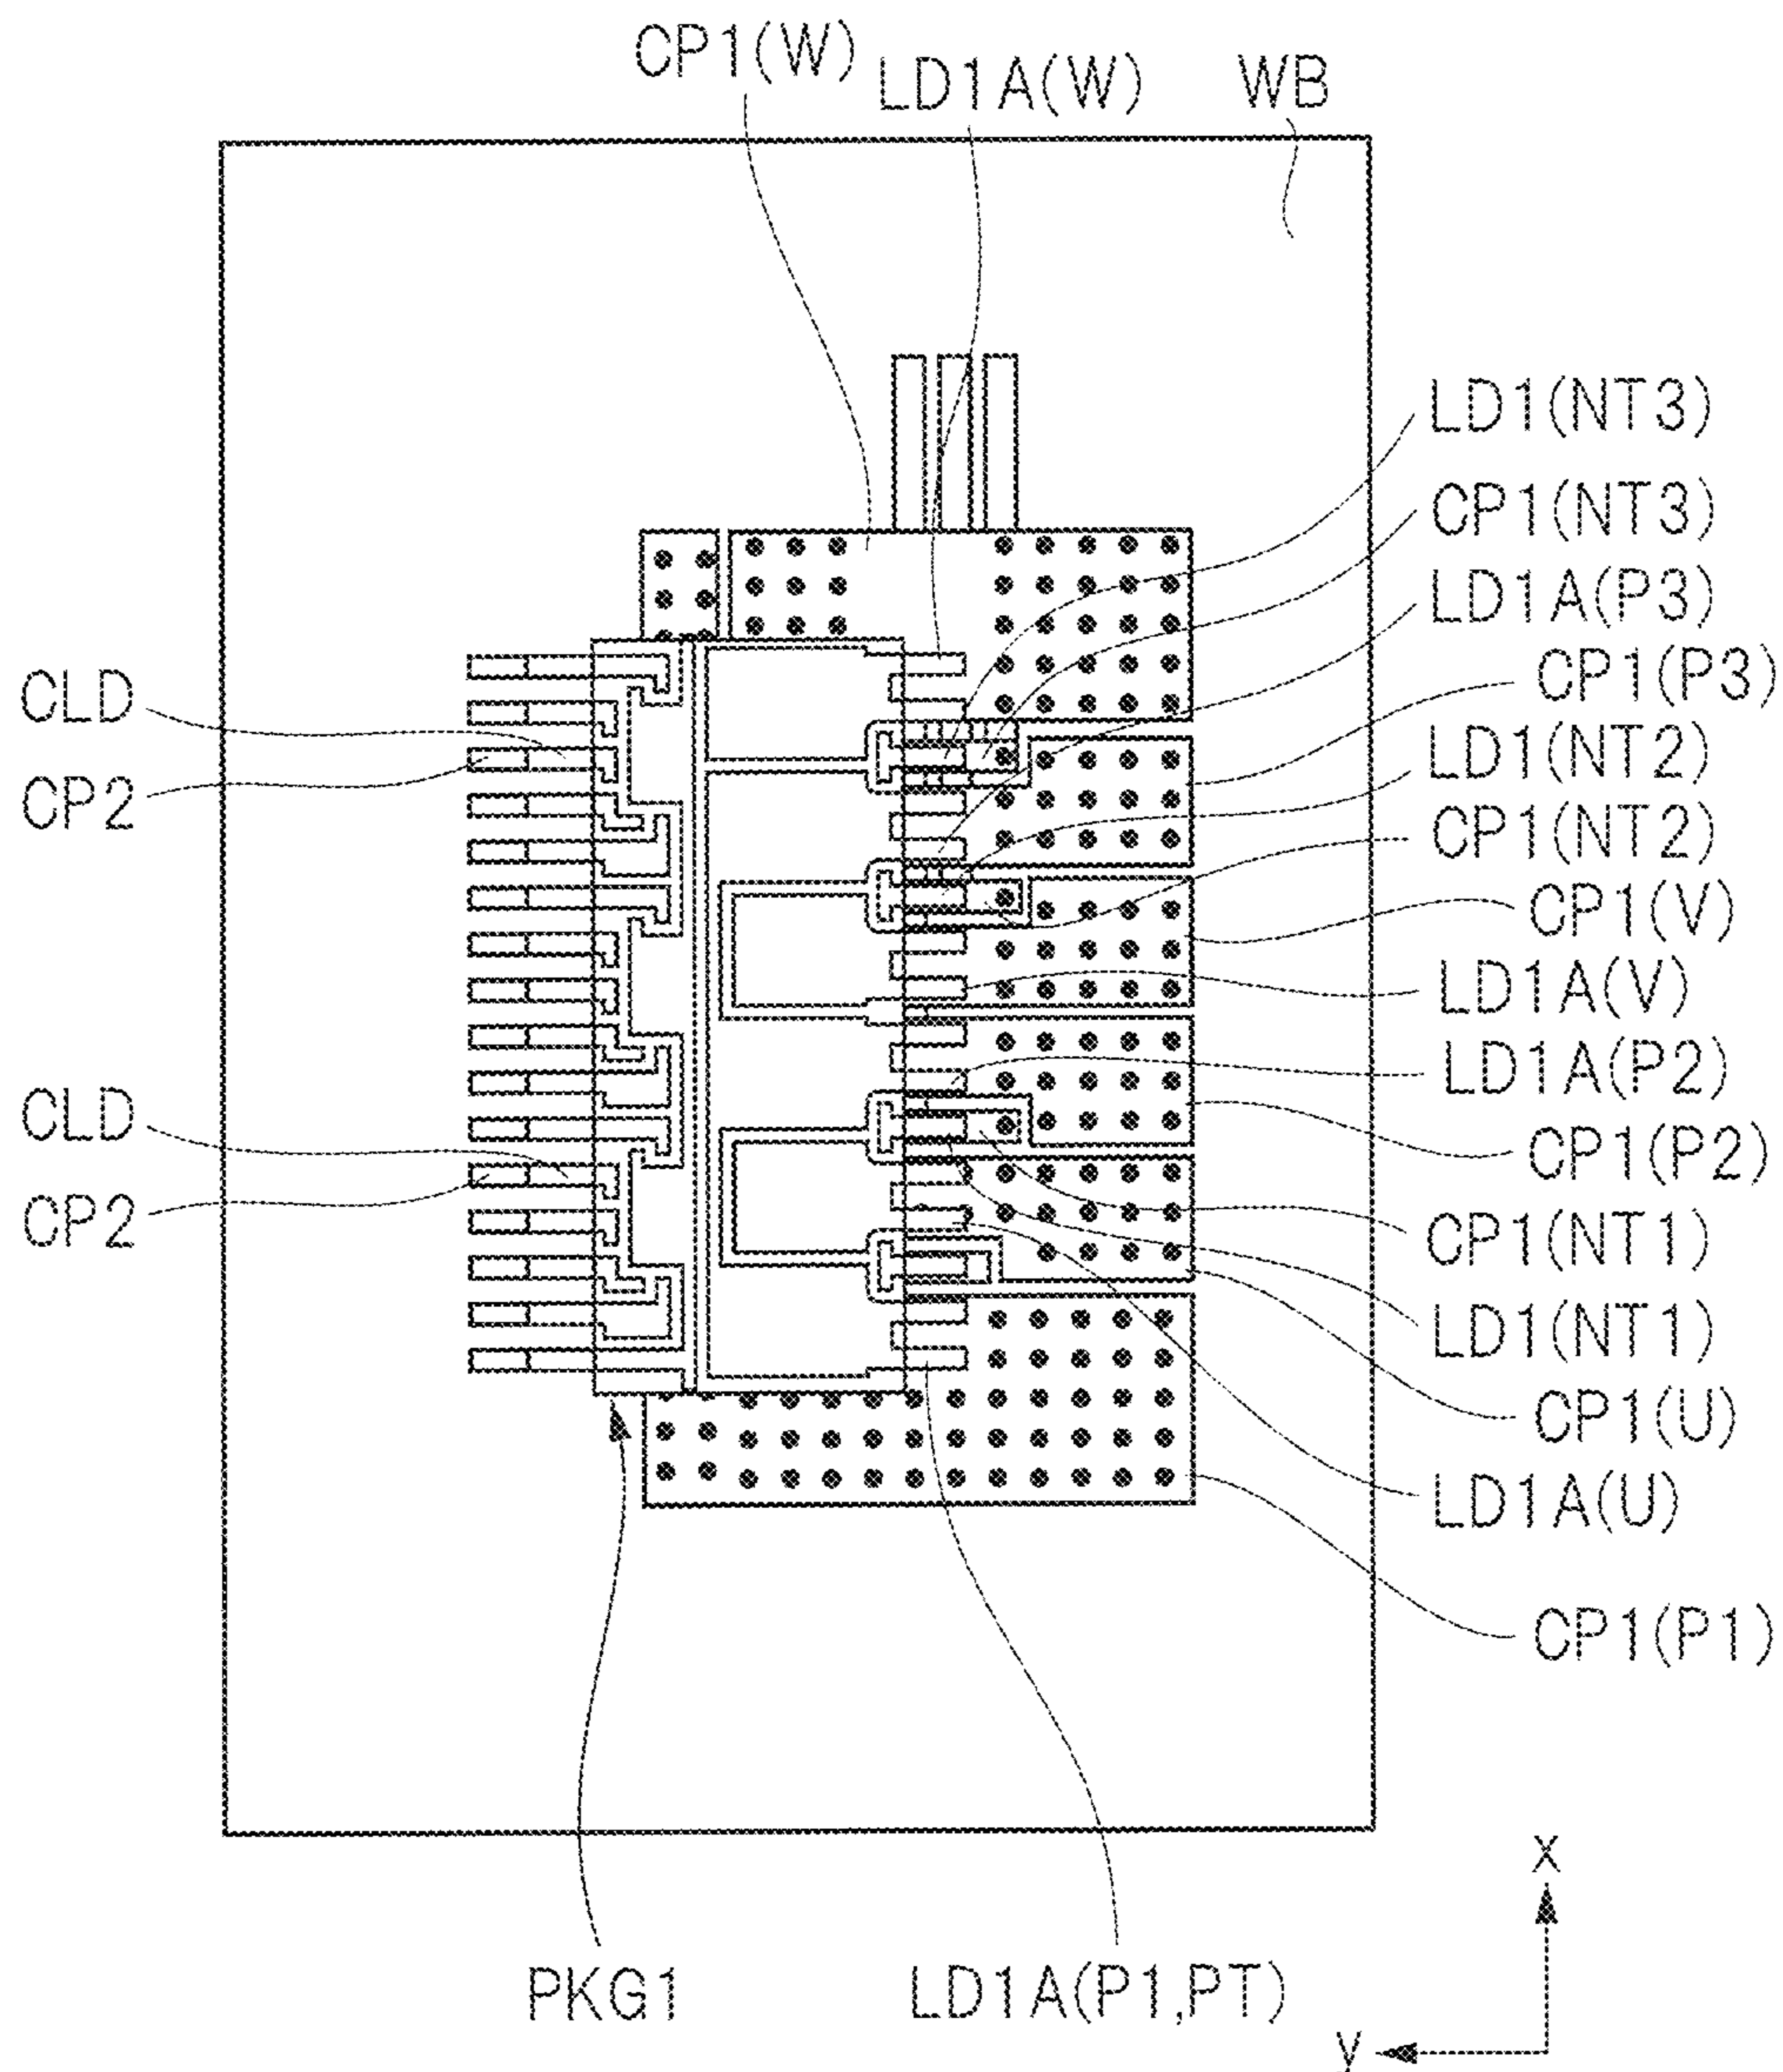 CP1(W)
LD1A(W)
WB
LD1(NT3)
CP1(NT3)
LD1A(P3)
CP1(P3)
LD1(NT2)
CP1(NT2)
CP1(V)
LD1A(V)
LD1A(P2)
CP1(P2)
CP1(NT1)
LD1(NT1)
CP1(U)
LD1A(U)
CP1(P1)
CLD
CP2
CLD
CP2
PKG1
LD1A(P1,PT)
x
y